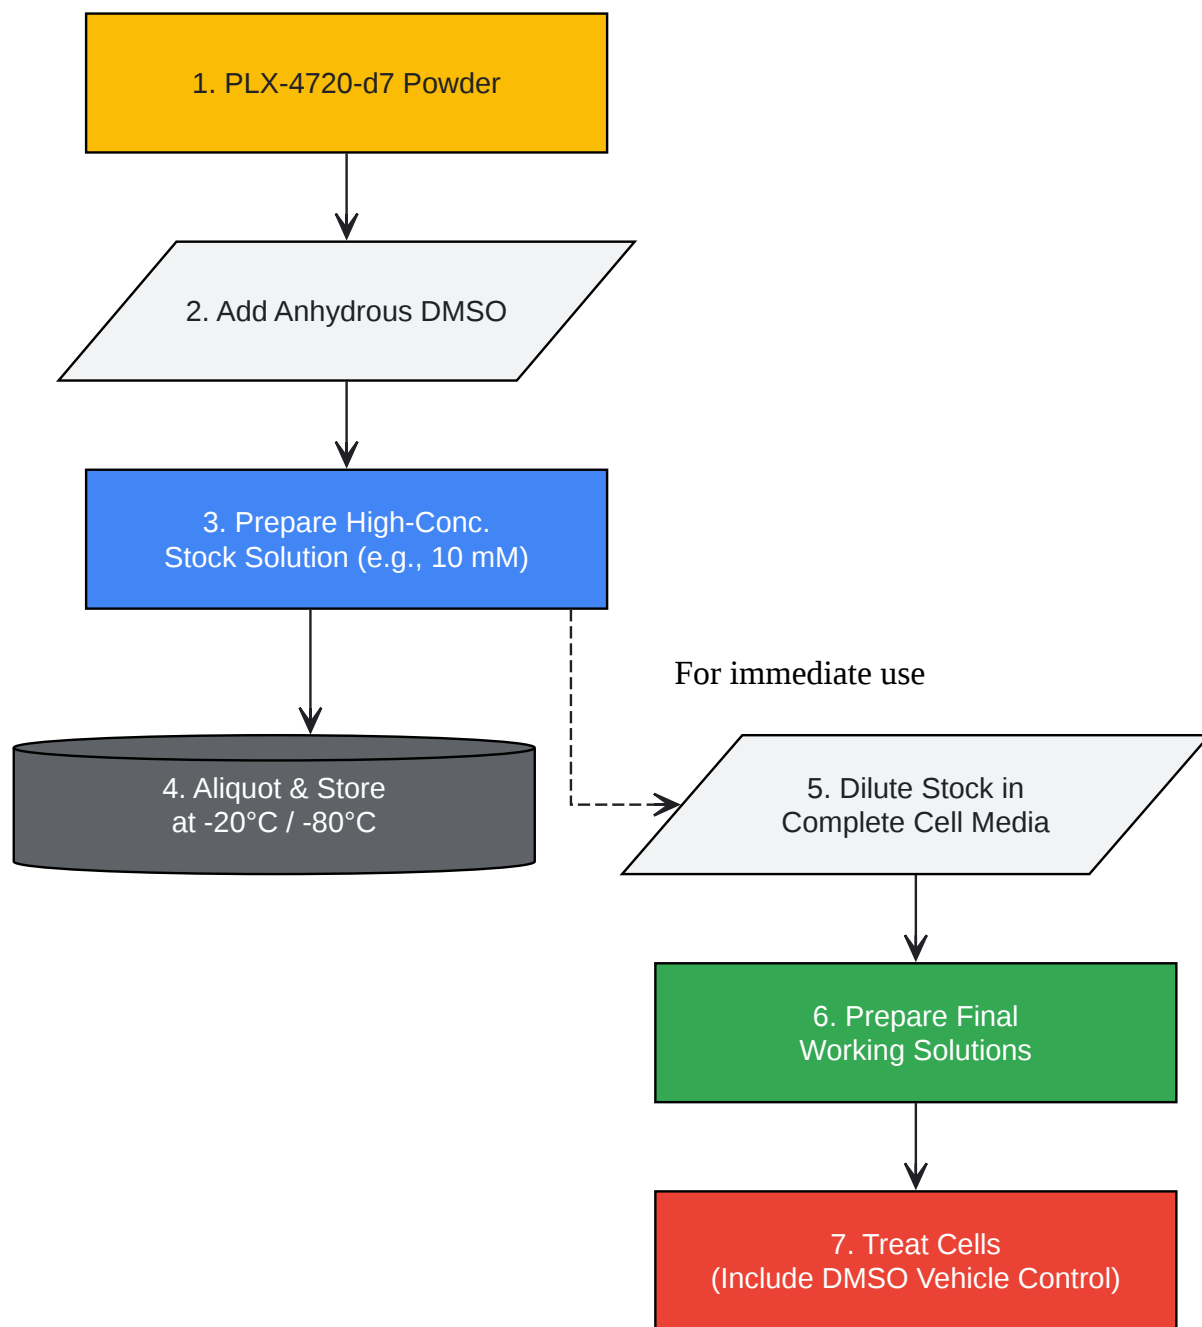 1. PLX-4720-d7 Powder
2. Add Anhydrous DMSO
3. Prepare High-Conc.
Stock Solution (e.g., 10 mM)
For immediate use
4. Aliquot & Store
at -20°C / -80°C
5. Dilute Stock in
Complete Cell Media
6. Prepare Final
Working Solutions
7. Treat Cells
(Include DMSO Vehicle Control)